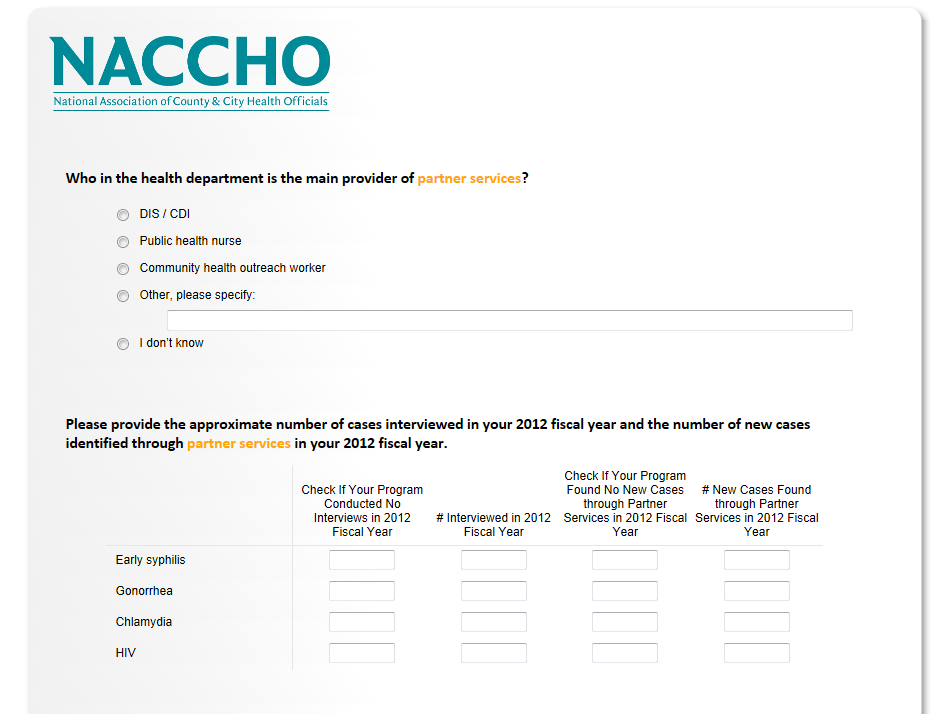 NACCHO
National Association of County & City Health Officials
Who in the health department is the main provider of partner services?
DIS / CDI
Public health nurse
Community health outreach worker
Other, please specify:
I don't know
Please provide the approximate number of cases interviewed in your 2012 fiscal year and the number of new cases
identified through partner services in your 2012 fiscal year.
Check If Your Program
Conducted No
Interviews in 2012
Fiscal Year
# Interviewed in 2012
Fiscal Year
Check If Your Program
Found No New Cases
through Partner
Services in 2012 Fiscal
Year
# New Cases Found
through Partner
Services in 2012 Fiscal
Year
Early syphilis
Gonorrhea
Chlamydia
HIV